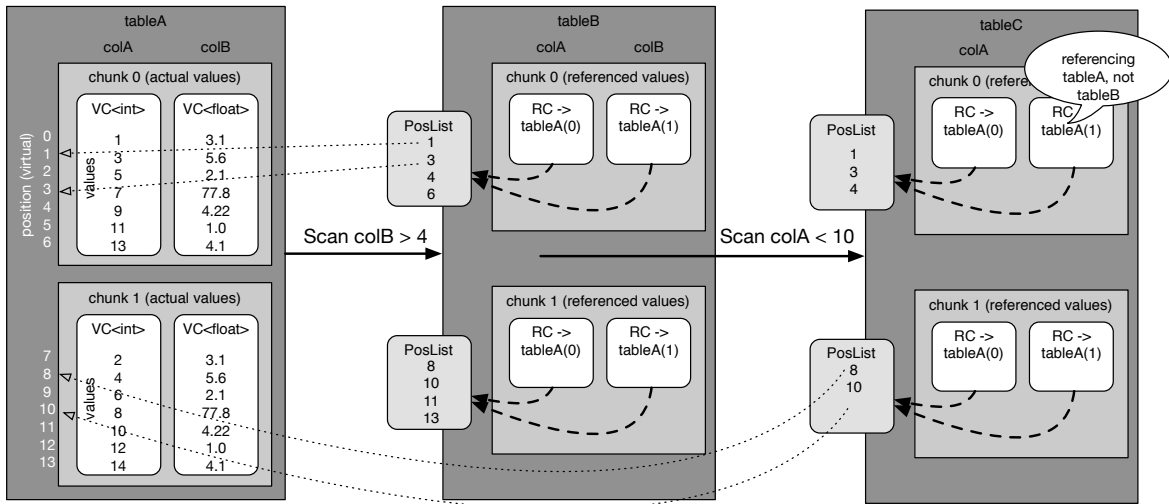 tableA
colA colB
chunk 0 (actual values)
VC<int> VC<float>
position (virtual)
values
0 1 3.1
1 3 5.6
2 5 2.1
3 7 77.8
4 9 4.22
5 11 1.0
6 13 4.1
chunk 1 (actual values)
VC<int> VC<float>
values
7 2 3.1
8 4 5.6
9 6 2.1
10 8 77.8
11 10 4.22
12 12 1.0
13 14 4.1
Scan colB > 4
tableB
colA colB
chunk 0 (referenced values)
RC -> RC ->
tableA(0) tableA(1)
PosList
1
3
4
6
chunk 1 (referenced values)
RC -> RC ->
tableA(0) tableA(1)
PosList
8
10
11
13
Scan colA < 10
tableC
colA
referencing
tableA, not
tableB
chunk 0 (refere
RC -> RC
tableA(0) tableA(1)
PosList
1
3
4
chunk 1 (referenced values)
RC -> RC ->
tableA(0) tableA(1)
PosList
8
10